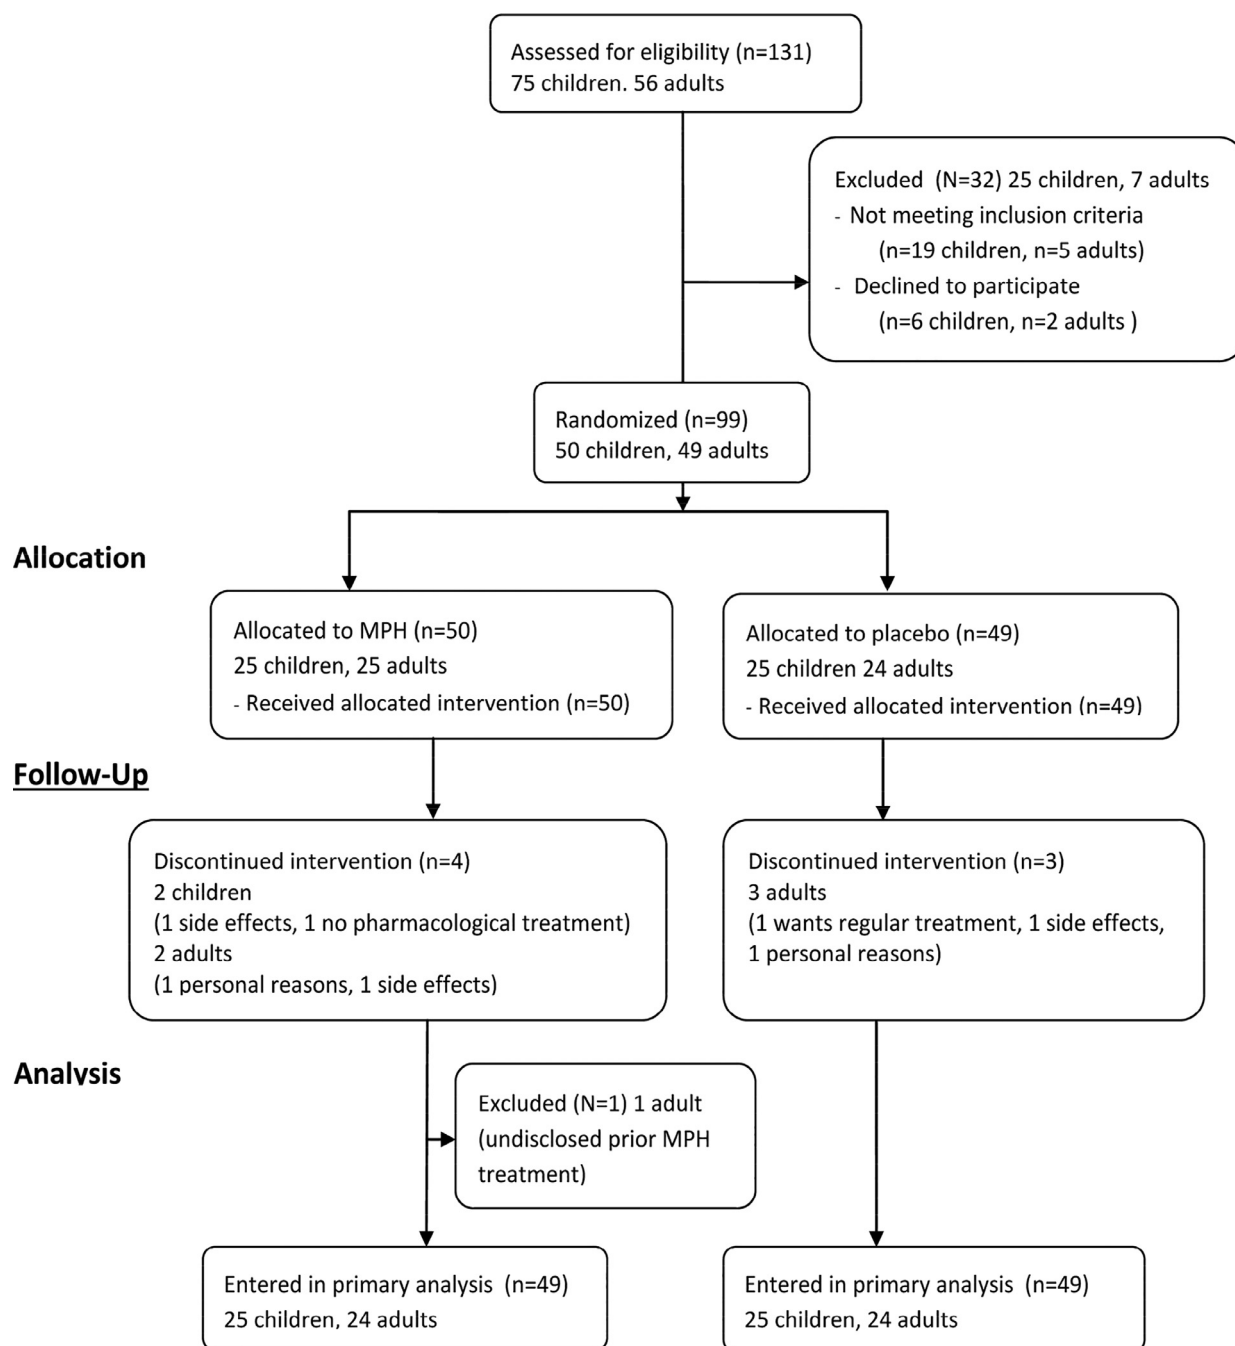 Assessed for eligibility (n=131)
75 children. 56 adults
Excluded (N=32) 25 children, 7 adults
- Not meeting inclusion criteria
(n=19 children, n=5 adults)
- Declined to participate
(n=6 children, n=2 adults )
Randomized (n=99)
50 children, 49 adults
Allocation
Allocated to MPH (n=50)
25 children, 25 adults
- Received allocated intervention (n=50)
Allocated to placebo (n=49)
25 children 24 adults
- Received allocated intervention (n=49)
Follow-Up
Discontinued intervention (n=4)
2 children
(1 side effects, 1 no pharmacological treatment)
2 adults
(1 personal reasons, 1 side effects)
Discontinued intervention (n=3)
3 adults
(1 wants regular treatment, 1 side effects,
1 personal reasons)
Analysis
Excluded (N=1) 1 adult
(undisclosed prior MPH
treatment)
Entered in primary analysis (n=49)
25 children, 24 adults
Entered in primary analysis (n=49)
25 children, 24 adults